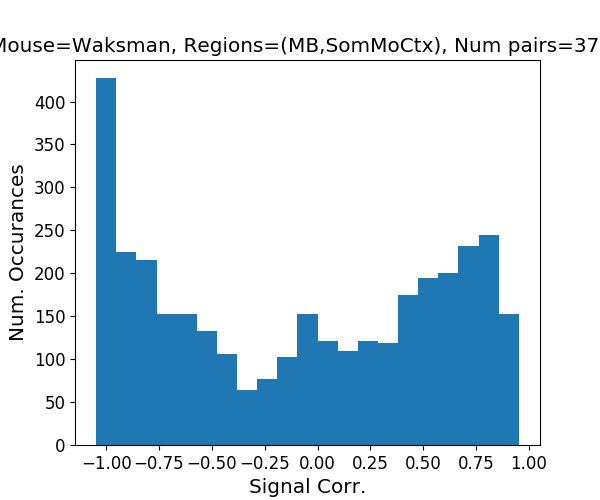 Mouse=Waksman, Regions=(MB,SomMoCtx), Num pairs=37
400
350
300
250
200
150
100
50
0
Num. Occurances
−1.00 −0.75 −0.50 −0.25 0.00 0.25 0.50 0.75 1.00
Signal Corr.